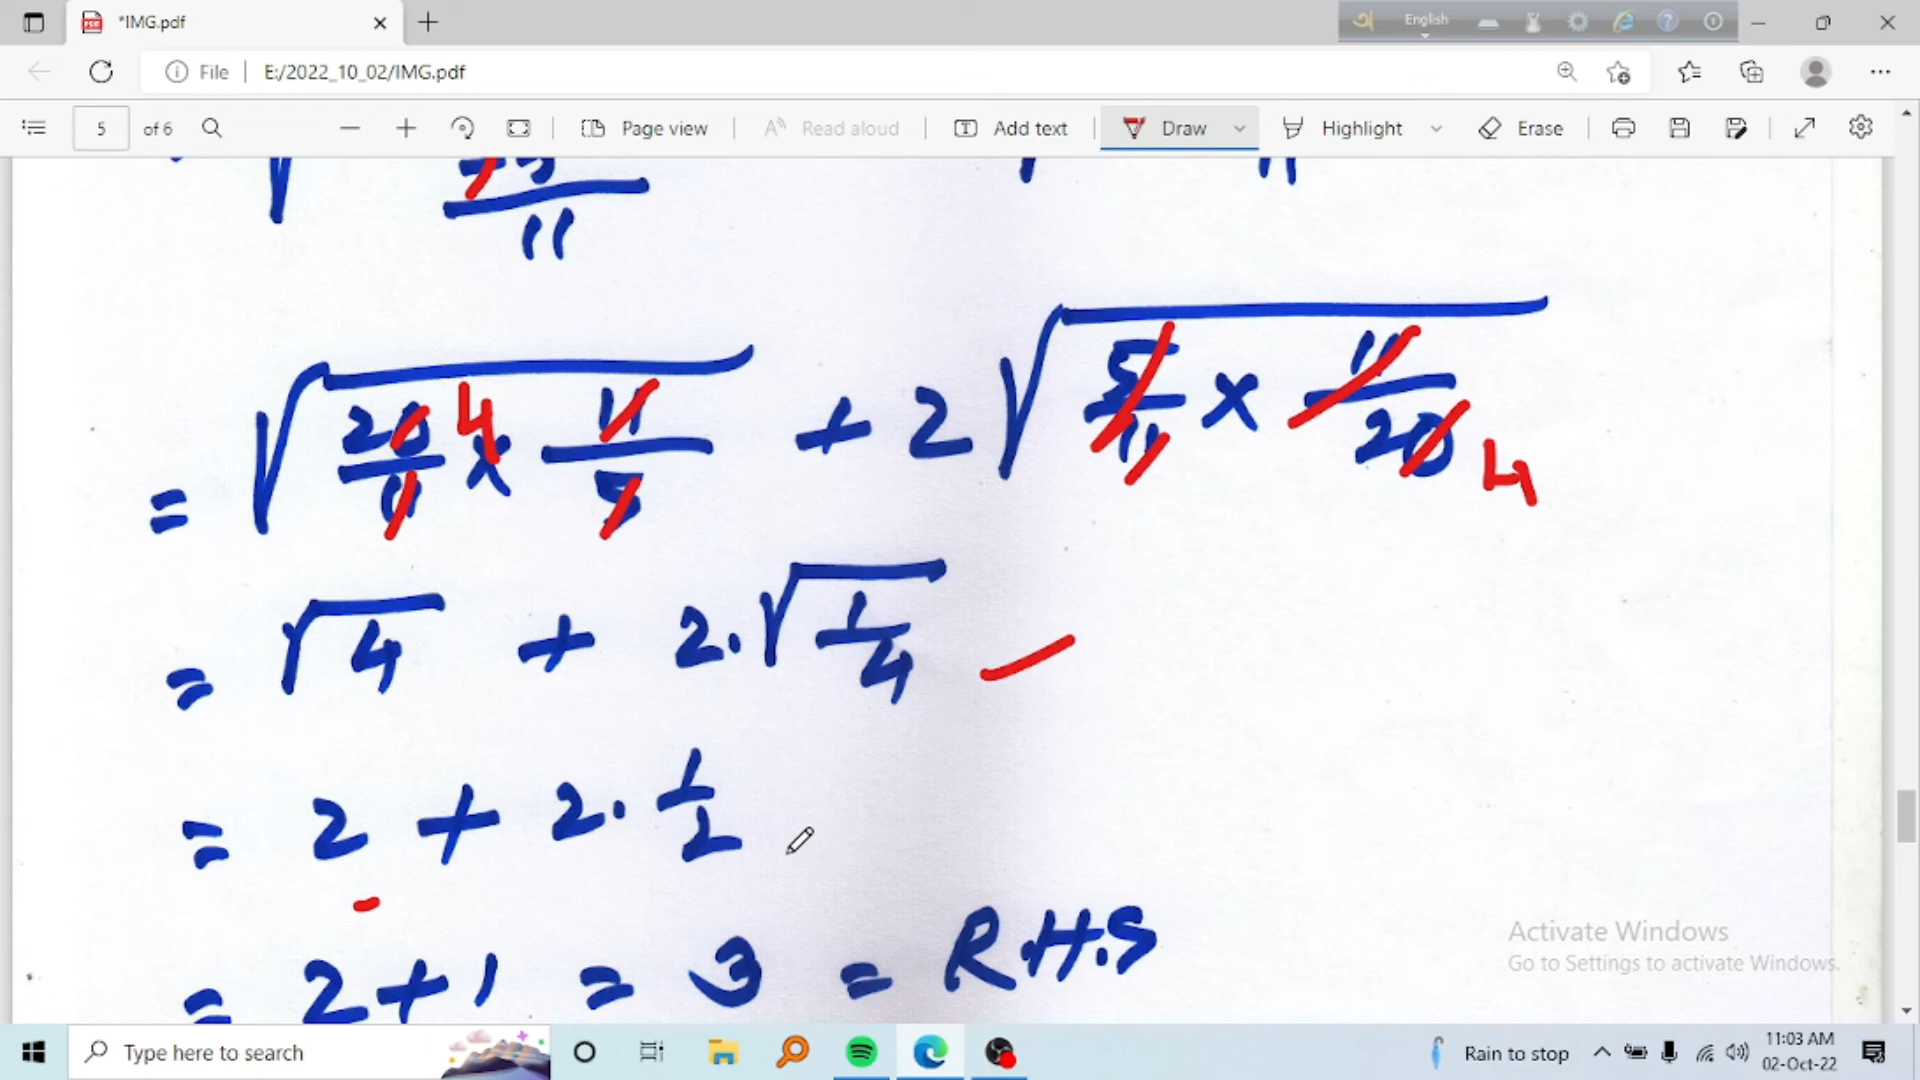 *IMG.pdf
English
File E:/2022_10_02/IMG.pdf
5 of 6 Page view Read aloud Add text Draw Highlight Erase
11 11
= √(20/11 × 11/5) + 2√(5/11 × 11/20)
4 4
= √4 + 2.√(1/4)
= 2 + 2. 1/2
= 2+1 = 3 = R.H.S
Activate Windows
Go to Settings to activate Windows.
Type here to search
Rain to stop
11:03 AM
02-Oct-22